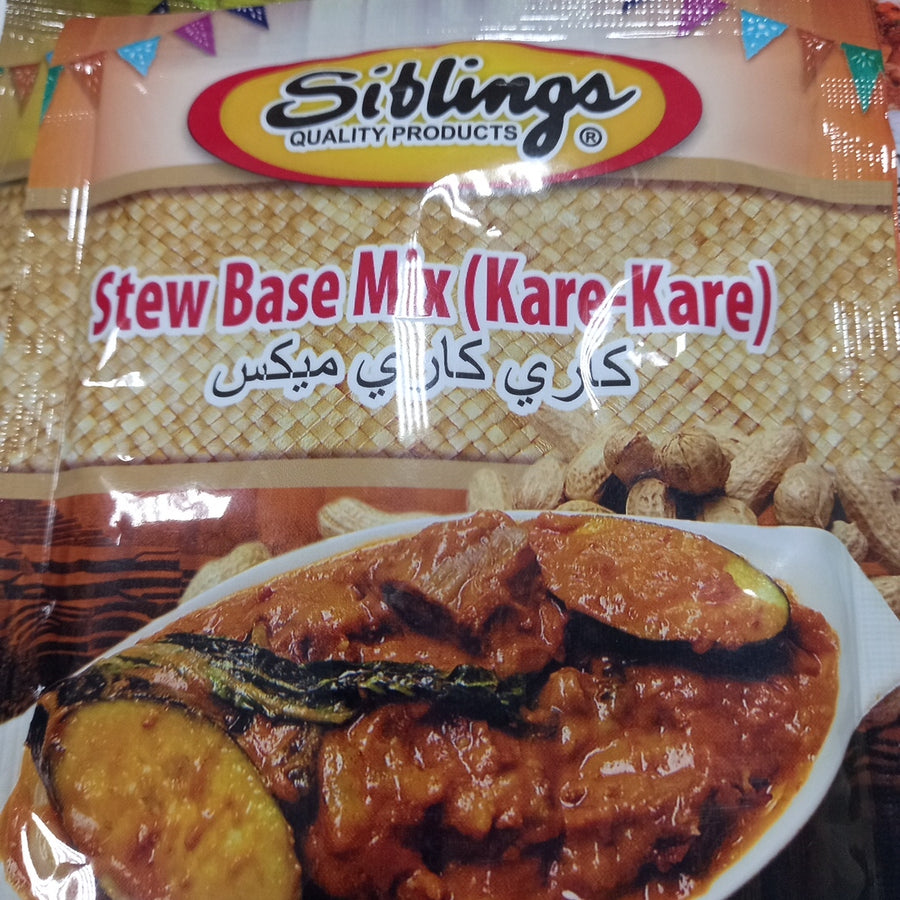 Siblings
QUALITY PRODUCTS ®
Stew Base Mix (Kare-Kare)
كاري كاري ميكس